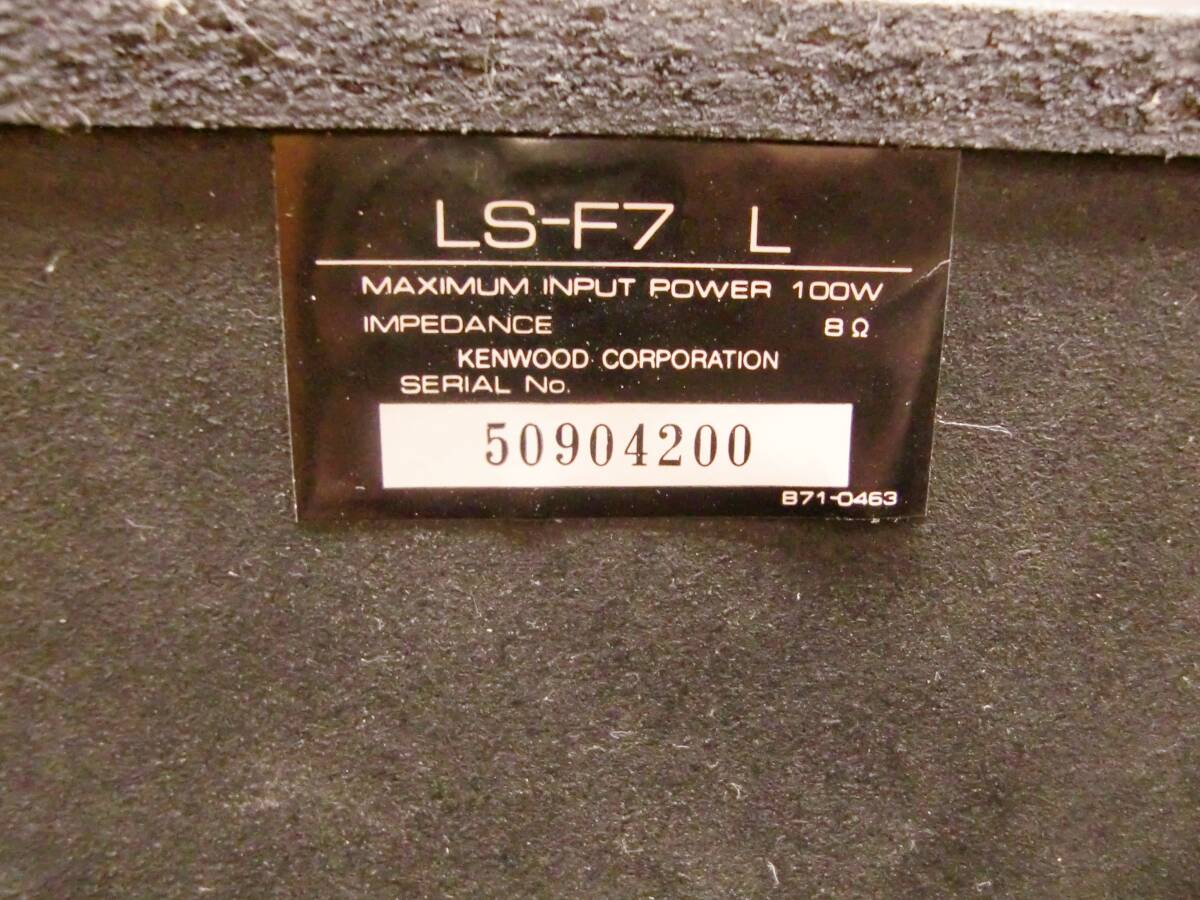 LS-F7 L
MAXIMUM INPUT POWER 100W
IMPEDANCE 8Ω
KENWOOD CORPORATION
SERIAL No.
50904200
B71-0463